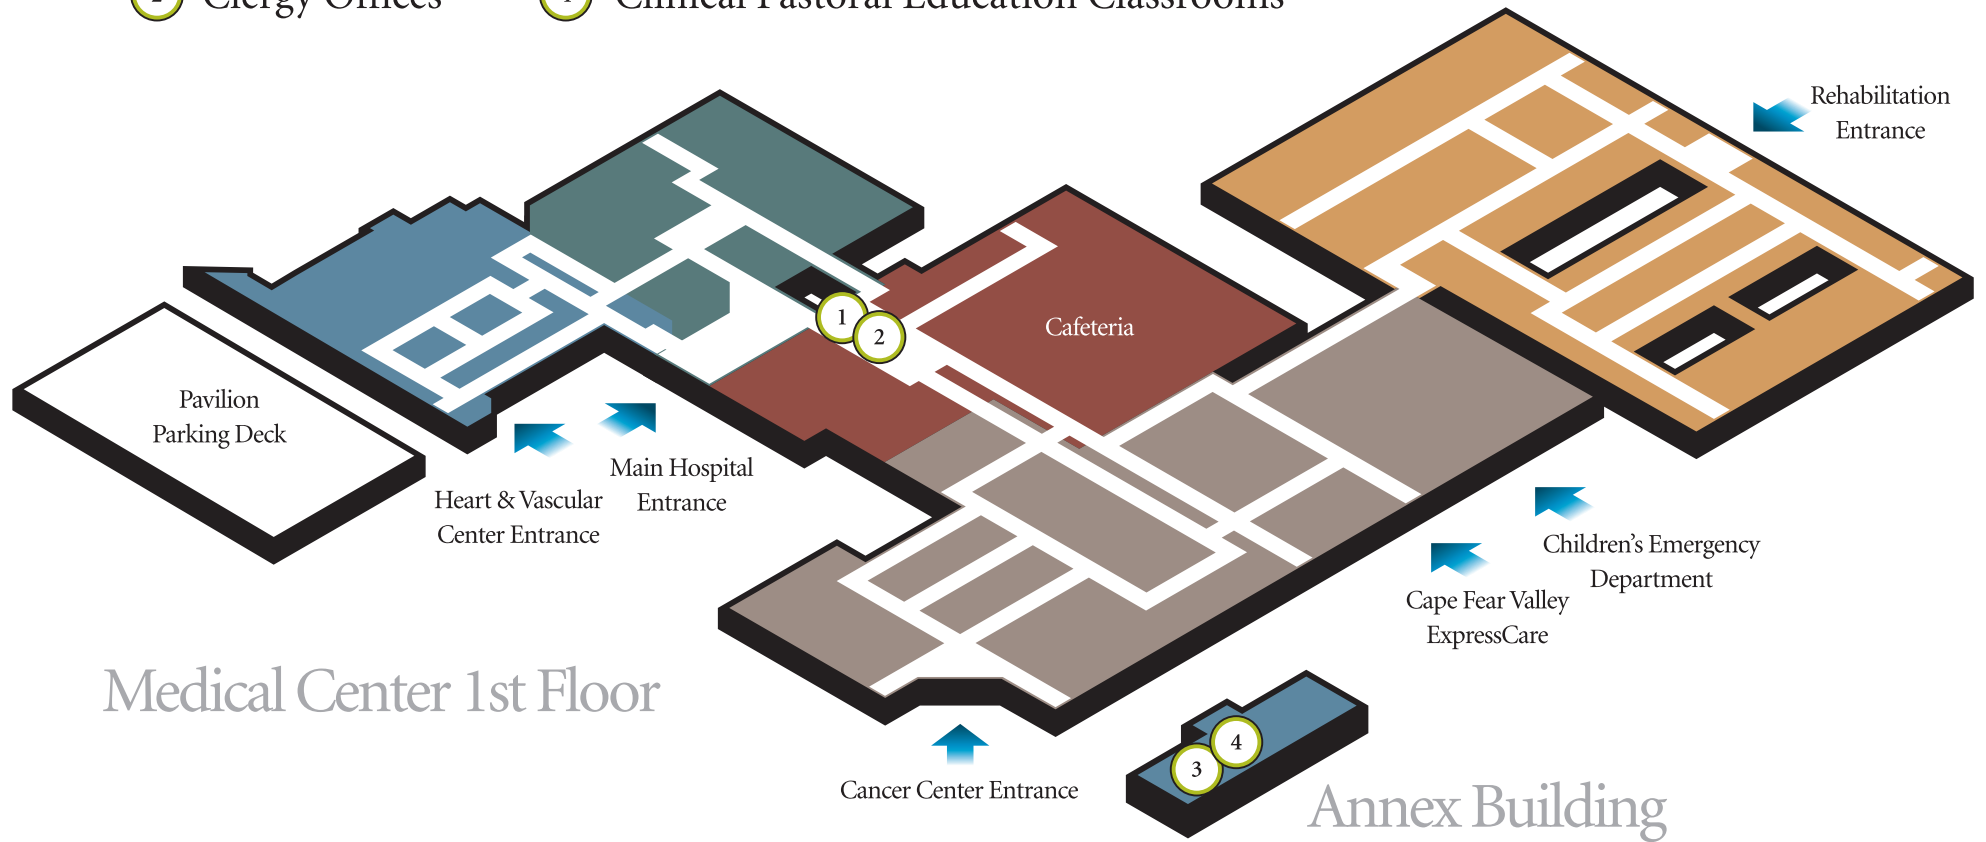 2 Clergy Offices 4 Clinical Pastoral Education Classrooms
Rehabilitation
Entrance
Cafeteria
1
2
Pavilion
Parking Deck
Main Hospital
Entrance
Heart & Vascular
Center Entrance
Children's Emergency
Department
Cape Fear Valley
ExpressCare
Medical Center 1st Floor
4
3
Cancer Center Entrance
Annex Building